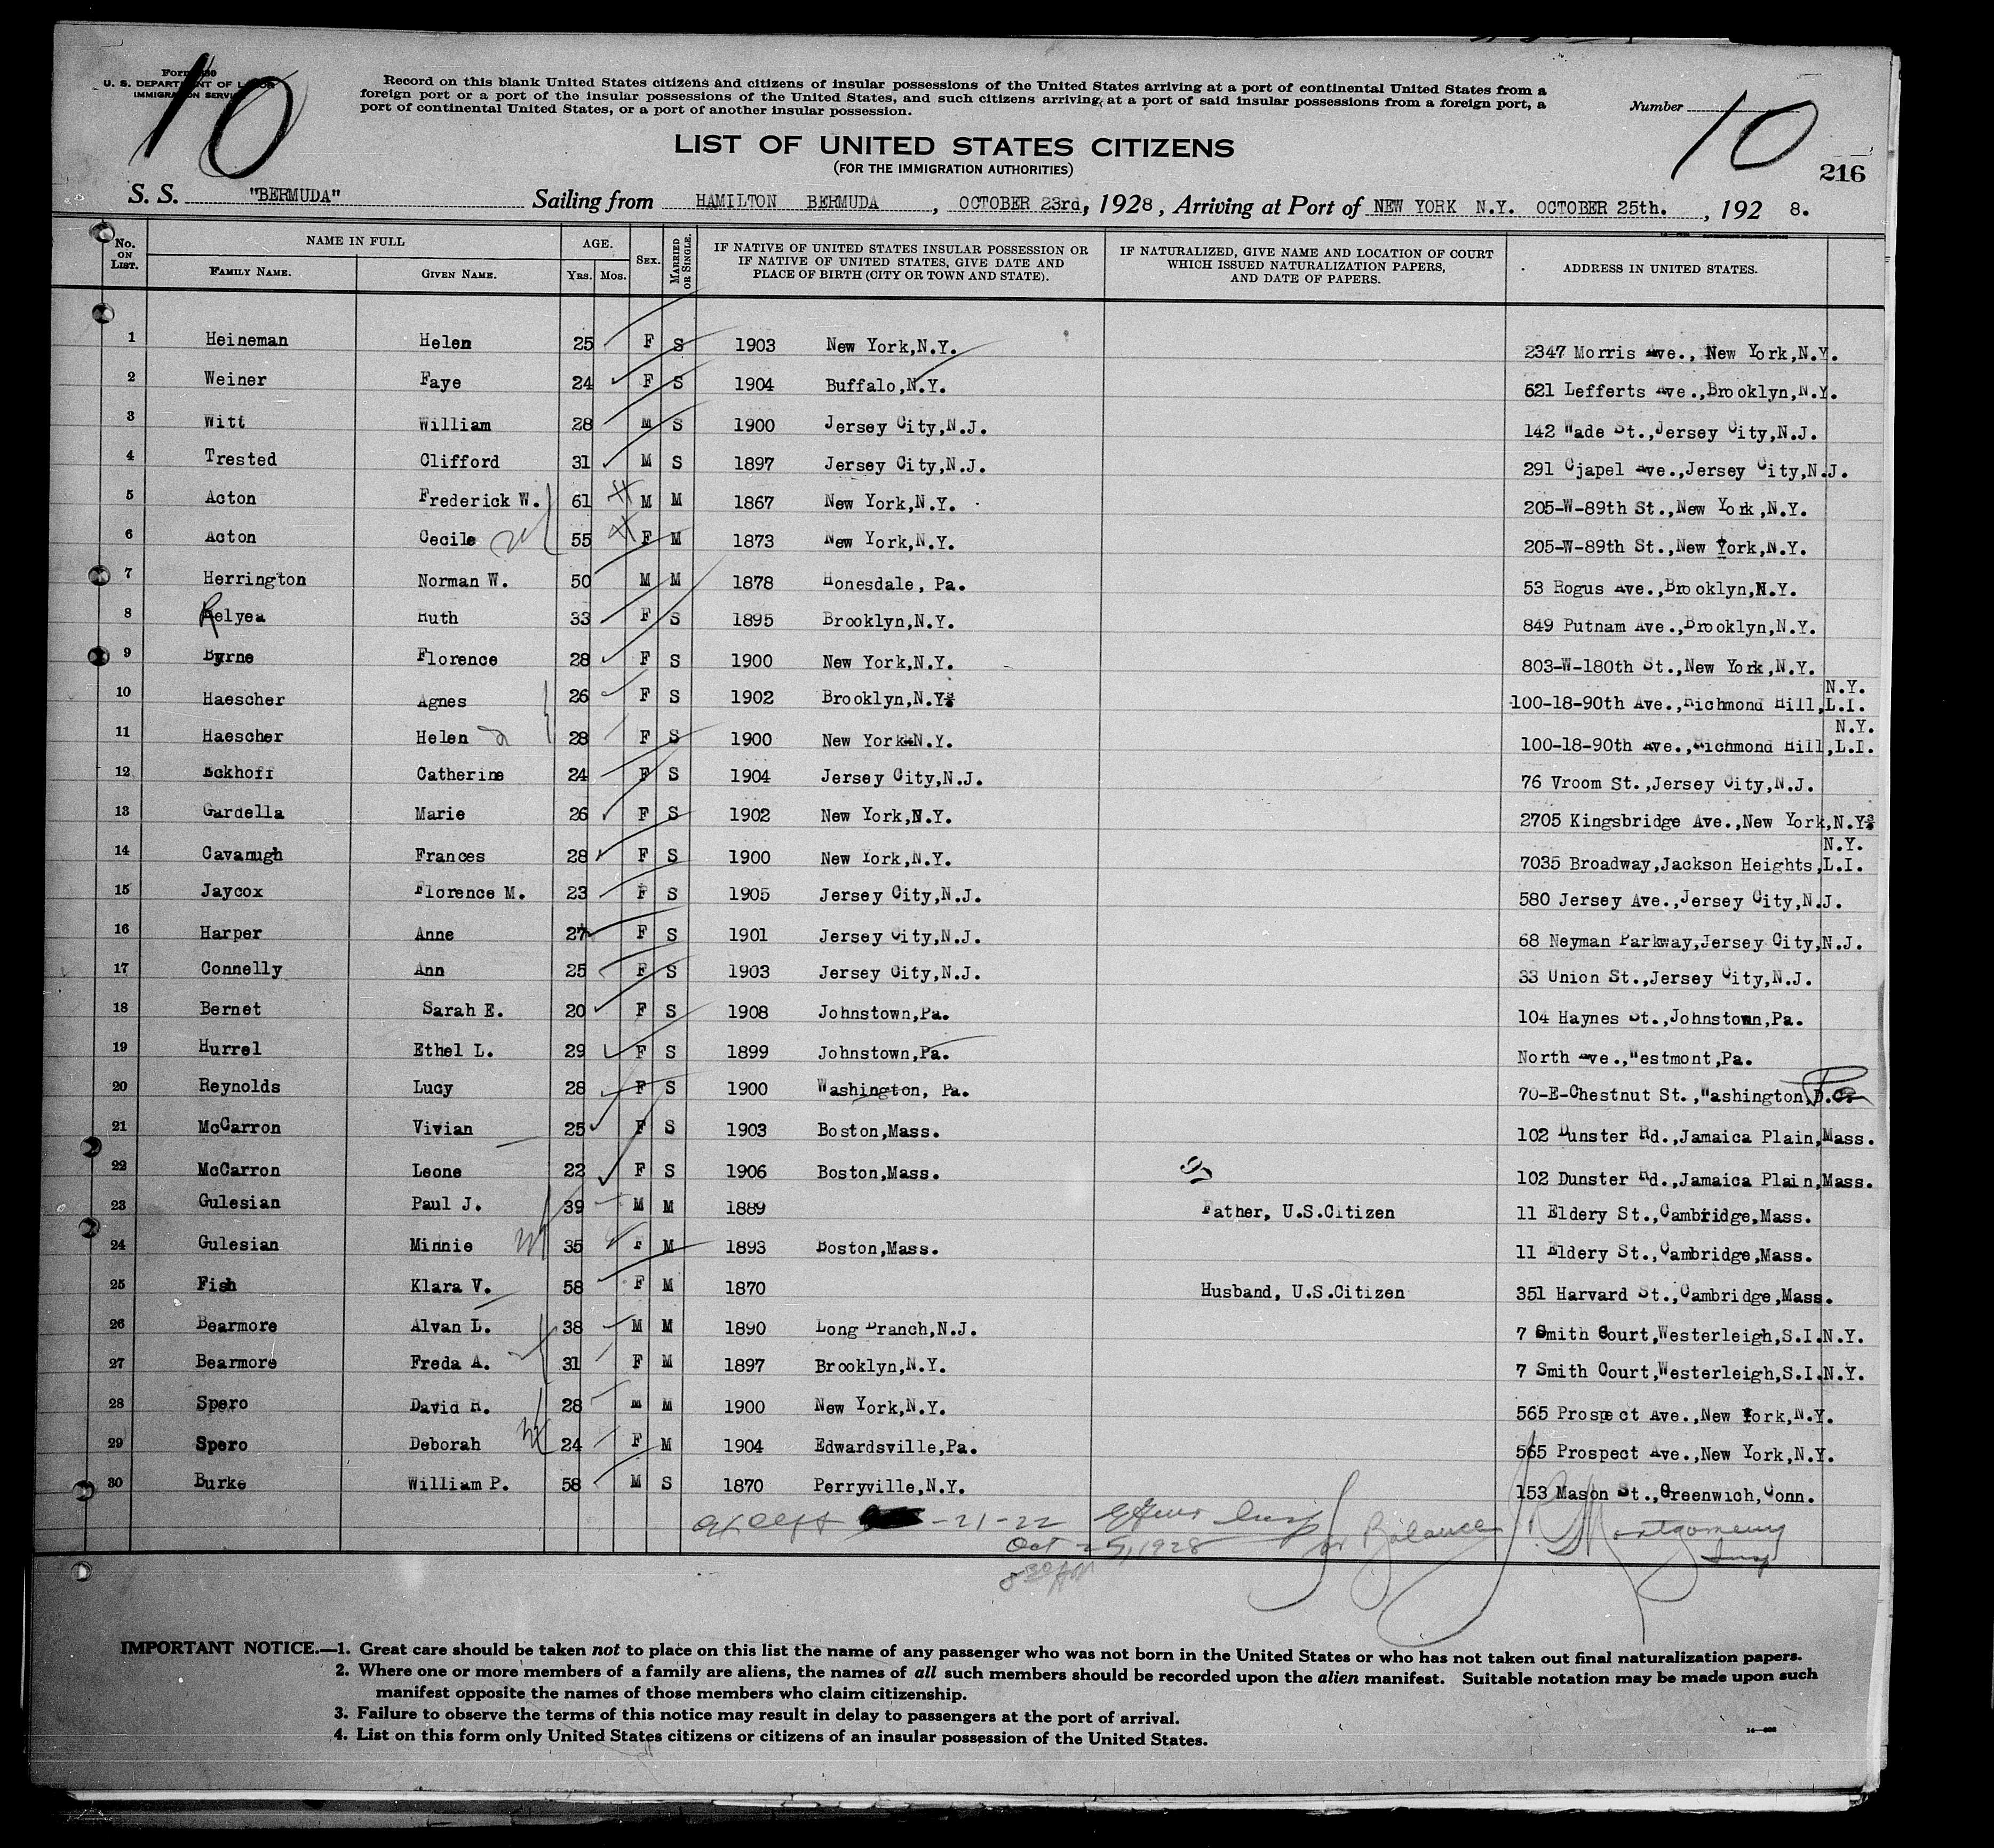 Form 630
U. S. DEPARTMENT OF LABOR
IMMIGRATION SERVICE
10
Record on this blank United States citizens and citizens of insular possessions of the United States arriving at a port of continental United States from a
foreign port or a port of the insular possessions of the United States, and such citizens arriving at a port of said insular possessions from a foreign port, a
port of continental United States, or a port of another insular possession.
Number 10
LIST OF UNITED STATES CITIZENS
(FOR THE IMMIGRATION AUTHORITIES)
216
S. S. "BERMUDA" Sailing from HAMILTON BERMUDA, OCTOBER 23rd, 1928, Arriving at Port of NEW YORK N.Y. OCTOBER 25th., 192 8.
No. ON LIST. NAME IN FULL FAMILY NAME. GIVEN NAME. AGE. YRS. MOS. SEX. MARRIED OR SINGLE. IF NATIVE OF UNITED STATES INSULAR POSSESSION OR IF NATIVE OF UNITED STATES, GIVE DATE AND PLACE OF BIRTH (CITY OR TOWN AND STATE). IF NATURALIZED, GIVE NAME AND LOCATION OF COURT WHICH ISSUED NATURALIZATION PAPERS, AND DATE OF PAPERS. ADDRESS IN UNITED STATES.
1 Heineman Helen 25 F S 1903 New York,N.Y. 2347 Morris Ave., New York,N.Y.
2 Weiner Faye 24 F S 1904 Buffalo,N.Y. 621 Lefferts Ave.,Brooklyn,N.Y.
3 Witt William 28 M S 1900 Jersey City,N.J. 142 Wade St.,Jersey City,N.J.
4 Trested Clifford 31 M S 1897 Jersey City,N.J. 291 Cjapel Ave.,Jersey City,N.J.
5 Acton Frederick W. 61 M M 1867 New York,N.Y. 205-W-89th St.,New York,N.Y.
6 Acton Cecile 55 F M 1873 New York,N.Y. 205-W-89th St.,New York,N.Y.
7 Herrington Norman W. 50 M M 1878 Honesdale, Pa. 53 Rogus Ave.,Brooklyn,N.Y.
8 Relyea Ruth 33 F S 1895 Brooklyn,N.Y. 849 Putnam Ave.,Brooklyn,N.Y.
9 Byrne Florence 28 F S 1900 New York,N.Y. 803-W-180th St.,New York,N.Y.
10 Haescher Agnes 26 F S 1902 Brooklyn,N.Y. 100-18-90th Ave.,Richmond Hill,L.I. N.Y.
11 Haescher Helen 28 F S 1900 New York,N.Y. 100-18-90th Ave.,Richmond Hill,L.I. N.Y.
12 Eckhoff Catherine 24 F S 1904 Jersey City,N.J. 76 Vroom St.,Jersey City,N.J.
13 Gardella Marie 26 F S 1902 New York,N.Y. 2705 Kingsbridge Ave.,New York,N.Y.
14 Cavanugh Frances 28 F S 1900 New York,N.Y. 7035 Broadway,Jackson Heights,L.I. N.Y.
15 Jaycox Florence M. 23 F S 1905 Jersey City,N.J. 580 Jersey Ave.,Jersey City,N.J.
16 Harper Anne 27 F S 1901 Jersey City,N.J. 68 Neyman Parkway,Jersey City,N.J.
17 Connelly Ann 25 F S 1903 Jersey City,N.J. 33 Union St.,Jersey City,N.J.
18 Bernet Sarah E. 20 F S 1908 Johnstown,Pa. 104 Haynes St.,Johnstown,Pa.
19 Hurrel Ethel L. 29 F S 1899 Johnstown,Pa. North Ave.,Westmont,Pa.
20 Reynolds Lucy 28 F S 1900 Washington, Pa. 70-E-Chestnut St.,Washington,D.C. Pa
21 McCarron Vivian 25 F S 1903 Boston,Mass. 102 Dunster Rd.,Jamaica Plain,Mass.
22 McCarron Leone 22 F S 1906 Boston,Mass. 102 Dunster Rd.,Jamaica Plain,Mass.
23 Gulesian Paul J. 39 M M 1889 Father, U.S.Citizen 11 Eldery St.,Cambridge,Mass.
24 Gulesian Minnie 35 F M 1893 Boston,Mass. 11 Eldery St.,Cambridge,Mass.
25 Fish Klara V. 58 F M 1870 Husband, U.S.Citizen 351 Harvard St.,Cambridge,Mass.
26 Bearmore Alvan L. 38 M M 1890 Long Branch,N.J. 7 Smith Court,Westerleigh,S.I.N.Y.
27 Bearmore Freda A. 31 F M 1897 Brooklyn,N.Y. 7 Smith Court,Westerleigh,S.I.N.Y.
28 Spero David H. 28 M M 1900 New York,N.Y. 565 Prospect Ave.,New York,N.Y.
29 Spero Deborah 24 F M 1904 Edwardsville,Pa. 565 Prospect Ave.,New York,N.Y.
30 Burke William P. 58 M S 1870 Perryville,N.Y. 153 Mason St.,Greenwich,Conn.
except -21-22 Insp for Balance Montgomery
Oct 25, 1928 Insp
8 30 AM
IMPORTANT NOTICE.—1. Great care should be taken not to place on this list the name of any passenger who was not born in the United States or who has not taken out final naturalization papers.
2. Where one or more members of a family are aliens, the names of all such members should be recorded upon the alien manifest. Suitable notation may be made upon such
manifest opposite the names of those members who claim citizenship.
3. Failure to observe the terms of this notice may result in delay to passengers at the port of arrival.
4. List on this form only United States citizens or citizens of an insular possession of the United States.